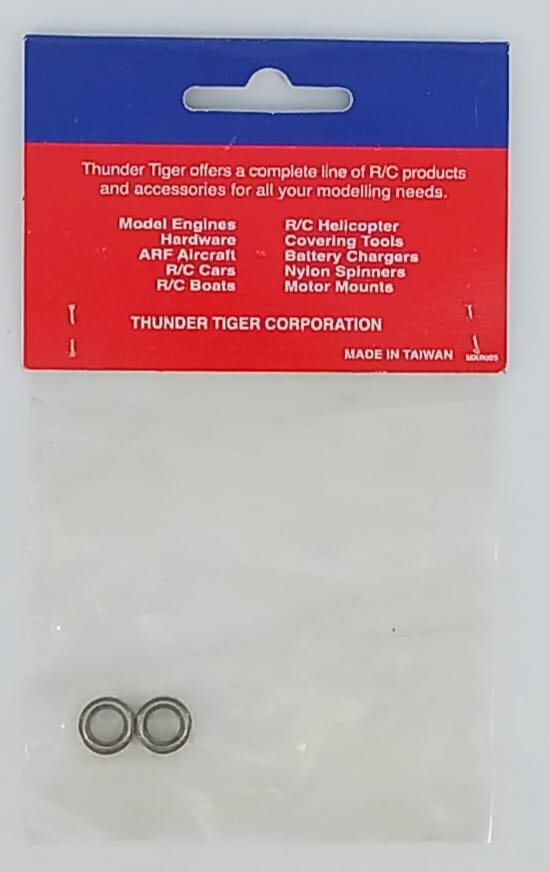 Thunder Tiger offers a complete line of R/C products
and accessories for all your modelling needs.
Model Engines
Hardware
ARF Aircraft
R/C Cars
R/C Boats
R/C Helicopter
Covering Tools
Battery Chargers
Nylon Spinners
Motor Mounts
THUNDER TIGER CORPORATION
MADE IN TAIWAN